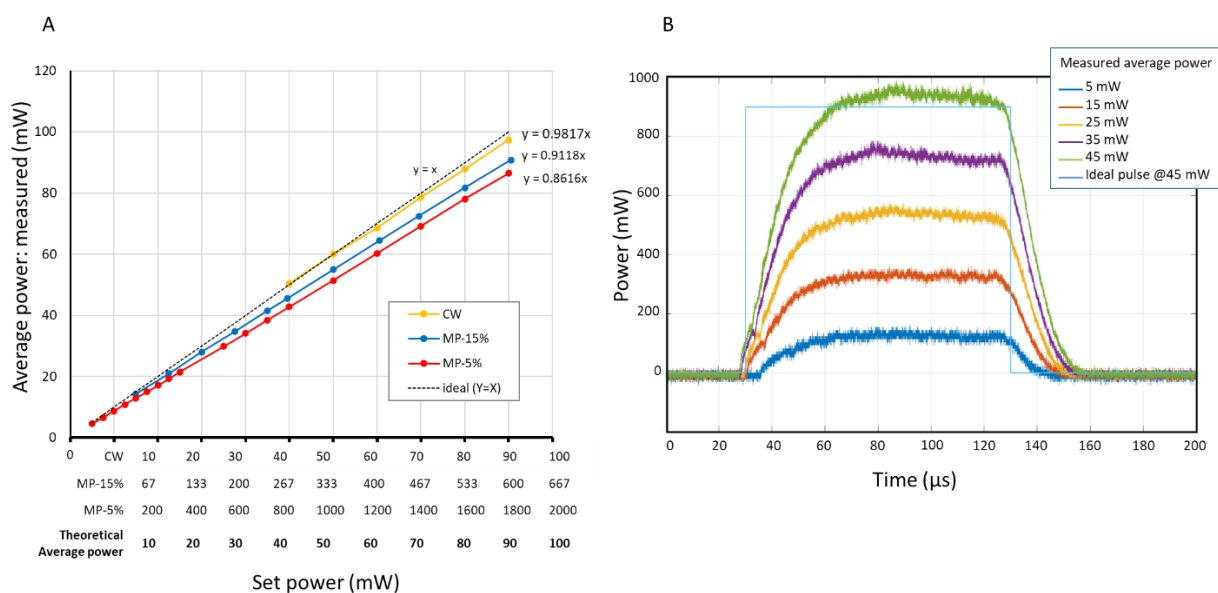 A
Average power: measured (mW)
120
100
80
60
40
20
0
y = 0.9817x
y = 0.9118x
y = 0.8616x
y = x
CW
MP-15%
MP-5%
ideal (Y=X)
0 CW 10 20 30 40 50 60 70 80 90 100
MP-15% 67 133 200 267 333 400 467 533 600 667
MP-5% 200 400 600 800 1000 1200 1400 1600 1800 2000
Theoretical
Average power 10 20 30 40 50 60 70 80 90 100
Set power (mW)
B
Measured average power
5 mW
15 mW
25 mW
35 mW
45 mW
Ideal pulse @45 mW
Power (mW)
1000
800
600
400
200
0
0 20 40 60 80 100 120 140 160 180 200
Time (μs)